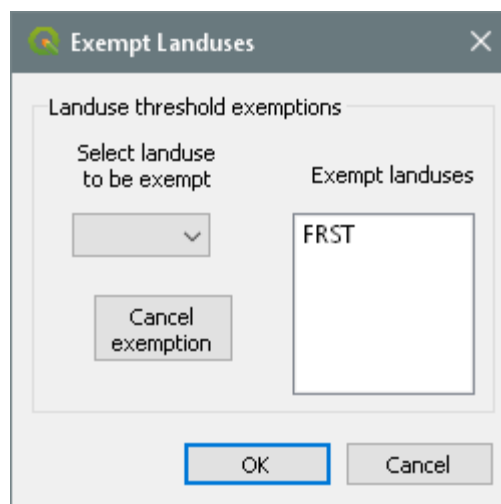 Exempt Landuses
Landuse threshold exemptions
Select landuse
to be exempt
Exempt landuses
FRST
Cancel
exemption
OK
Cancel